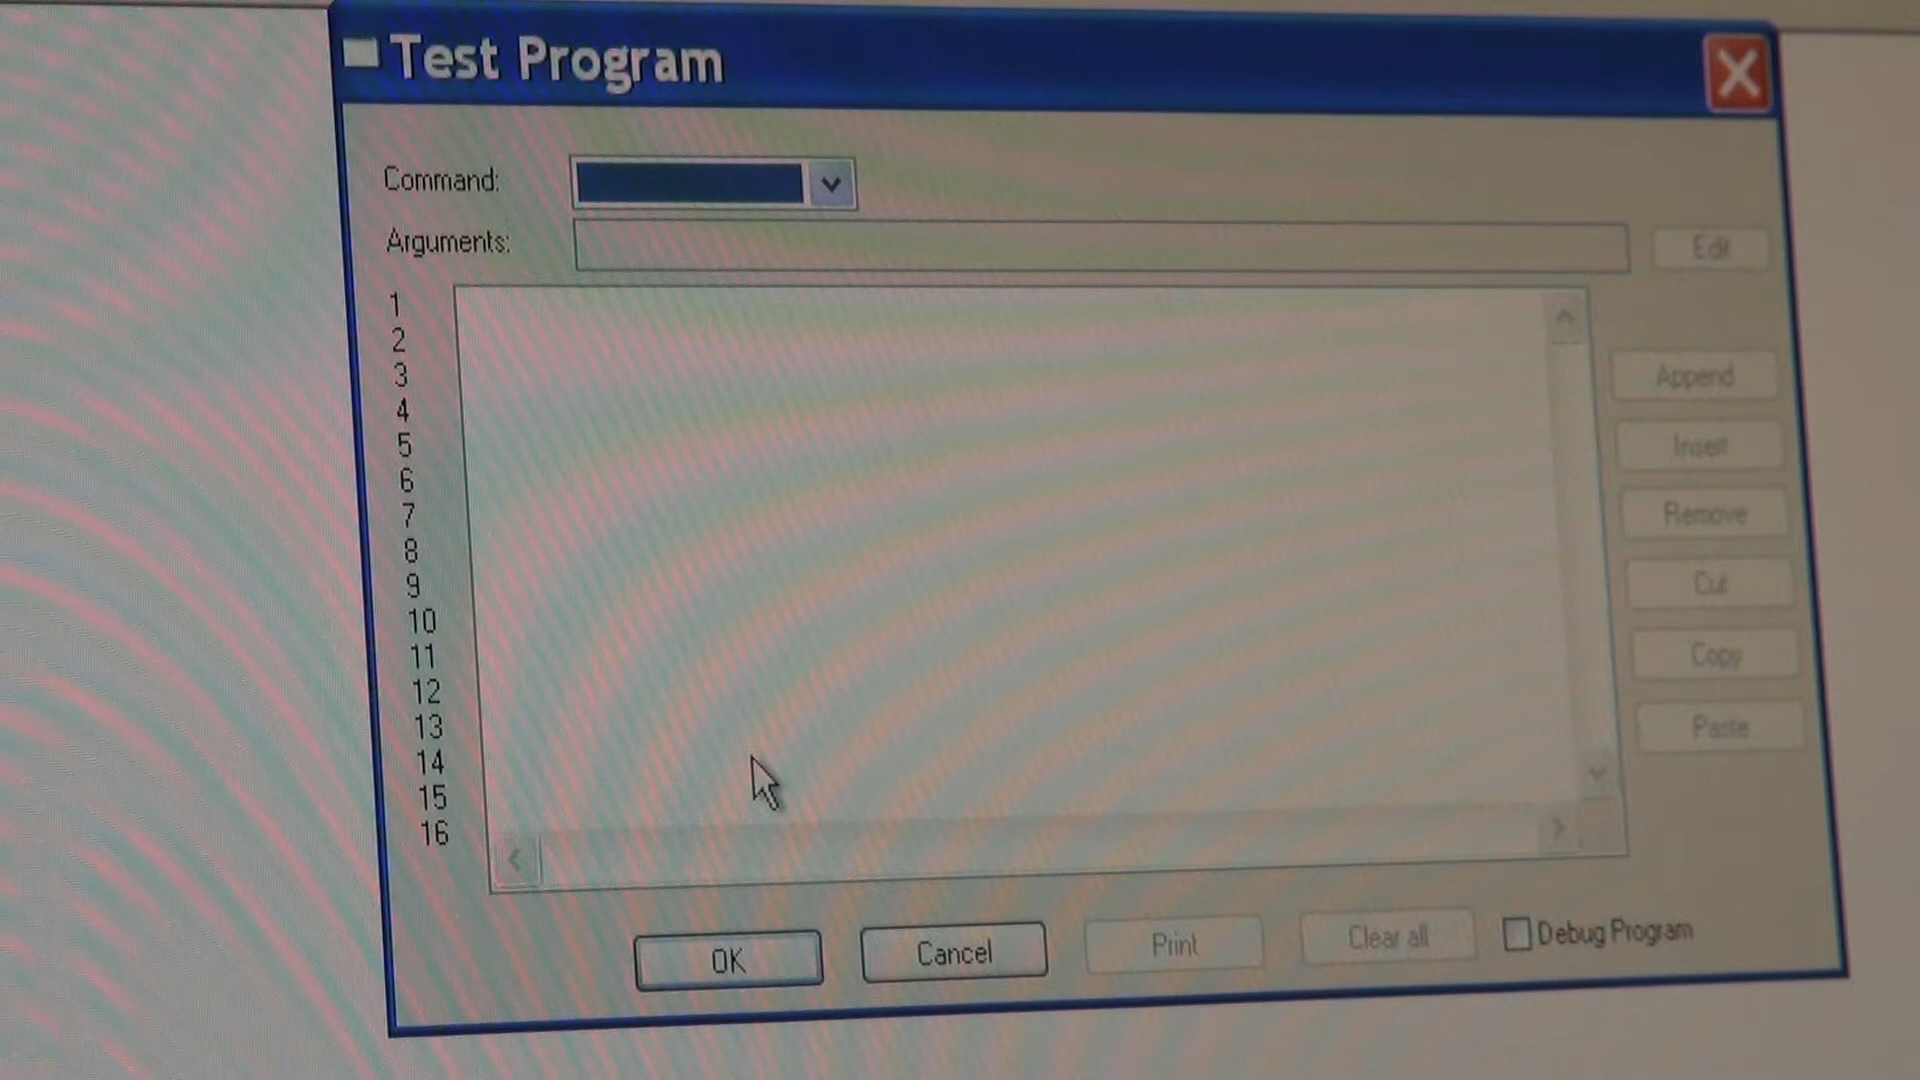 Test Program
Command:
Arguments:
Edit
1
2
3
4
5
6
7
8
9
10
11
12
13
14
15
16
Append
Insert
Remove
Cut
Copy
Paste
OK
Cancel
Print
Clear all
Debug Program